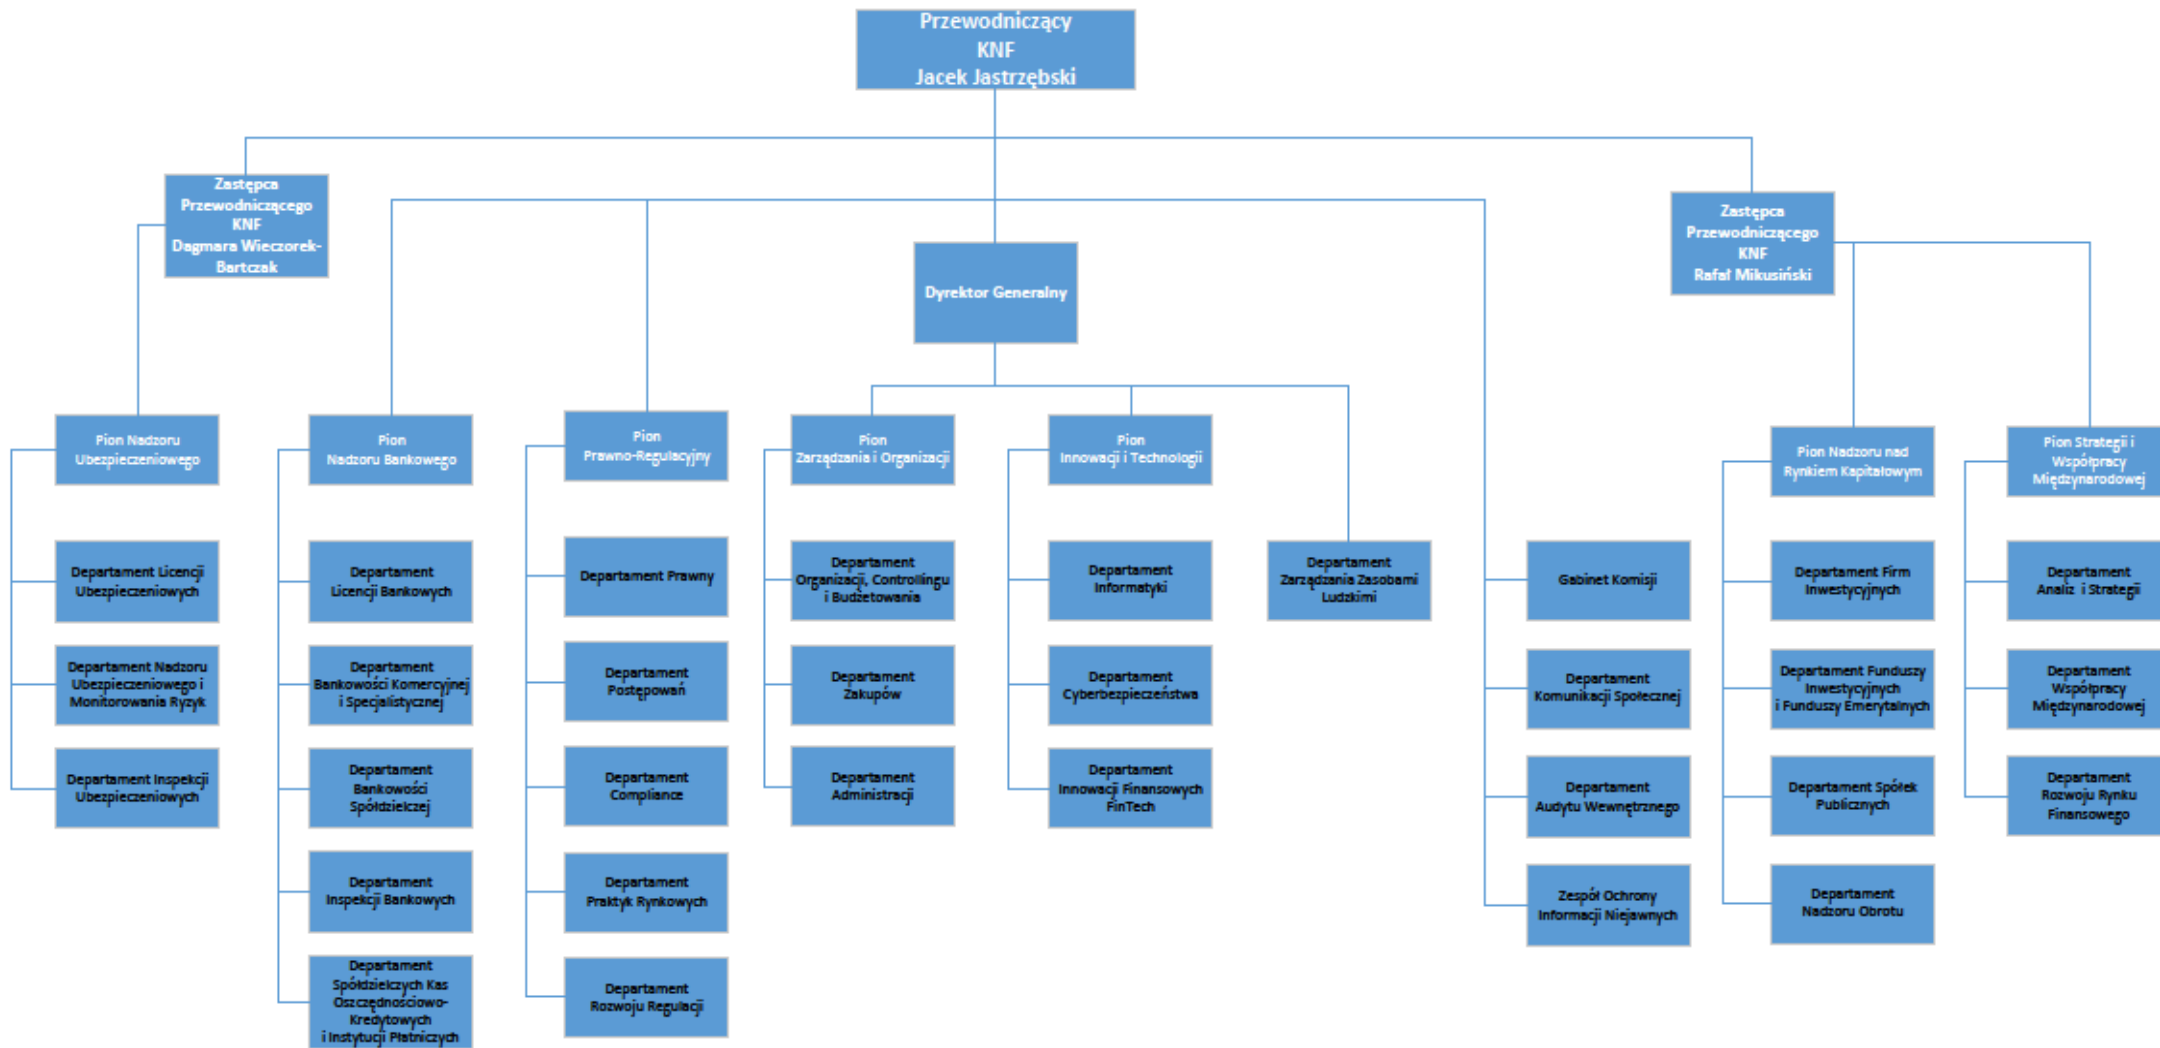 Przewodniczący
KNF
Jacek Jastrzębski
Zastępca
Przewodniczącego
KNF
Dagmara Wieczorek-
Bartczak
Zastępca
Przewodniczącego
KNF
Rafał Mikusiński
Dyrektor Generalny
Pion Nadzoru
Ubezpieczeniowego
Departament Licencji
Ubezpieczeniowych
Departament Nadzoru
Ubezpieczeniowego i
Monitorowania Ryzyk
Departament Inspekcji
Ubezpieczeniowych
Pion
Nadzoru Bankowego
Departament
Licencji Bankowych
Departament
Bankowości Komercyjnej
i Specjalistycznej
Departament
Bankowości
Spółdzielczej
Departament
Inspekcji Bankowych
Departament
Spółdzielczych Kas
Oszczędnościowo-
Kredytowych
i Instytucji Płatniczych
Pion
Prawno-Regulacyjny
Departament Prawny
Departament
Postępowań
Departament
Compliance
Departament
Praktyk Rynkowych
Departament
Rozwoju Regulacji
Pion
Zarządzania i Organizacji
Departament
Organizacji, Controllingu
i Budżetowania
Departament
Zakupów
Departament
Administracji
Pion
Innowacji i Technologii
Departament
Informatyki
Departament
Cyberbezpieczeństwa
Departament
Innowacji Finansowych
FinTech
Departament
Zarządzania Zasobami
Ludzkimi
Gabinet Komisji
Departament
Komunikacji Społecznej
Departament
Audytu Wewnętrznego
Zespół Ochrony
Informacji Niejawnych
Pion Nadzoru nad
Rynkiem Kapitałowym
Departament Firm
Inwestycyjnych
Departament Funduszy
Inwestycyjnych
i Funduszy Emerytalnych
Departament Spółek
Publicznych
Departament
Nadzoru Obrotu
Pion Strategii i
Współpracy
Międzynarodowej
Departament
Analiz i Strategii
Departament
Współpracy
Międzynarodowej
Departament
Rozwoju Rynku
Finansowego